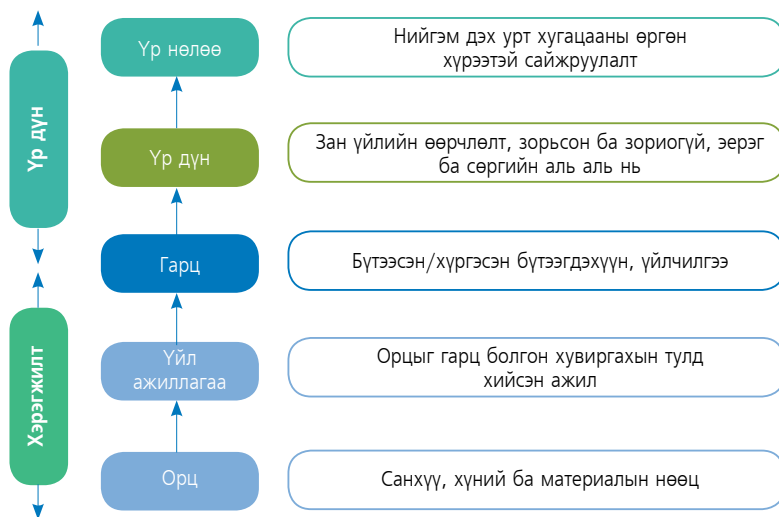 Үр дүн
Хэрэгжилт
Үр нөлөө
Нийгэм дэх урт хугацааны өргөн
хүрээтэй сайжруулалт
Үр дүн
Зан үйлийн өөрчлөлт, зорьсон ба зориогүй, эерэг
ба сөргийн аль аль нь
Гарц
Бүтээсэн/хүргэсэн бүтээгдэхүүн, үйлчилгээ
Үйл
ажиллагаа
Орцыг гарц болгон хувиргахын тулд
хийсэн ажил
Орц
Санхүү, хүний ба материалын нөөц